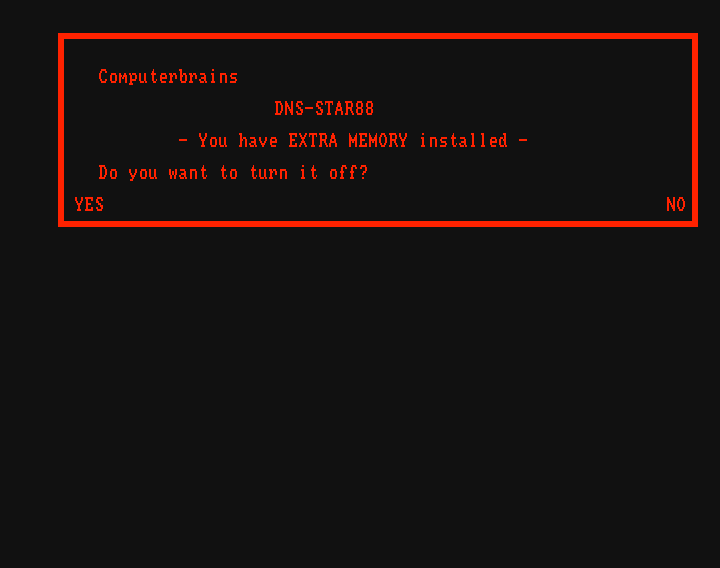 Computerbrains
DNS-STAR88
- You have EXTRA MEMORY installed -
Do you want to turn it off?
YES NO